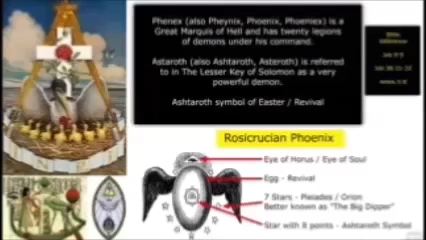 Phenex (also Pheynix, Phoenix, Phoeniex) is a
Great Marquis of Hell and has twenty legions
of demons under his command.
Astaroth (also Ashtaroth, Asteroth) is referred
to in The Lesser Key of Solomon as a very
powerful demon.
Ashtaroth symbol of Easter / Revival
Rosicrucian Phoenix
Eye of Horus / Eye of Soul
Egg - Revival
7 Stars - Pleiades / Orion
Better known as "The Big Dipper"
Star with 8 points - Ashtaroth Symbol